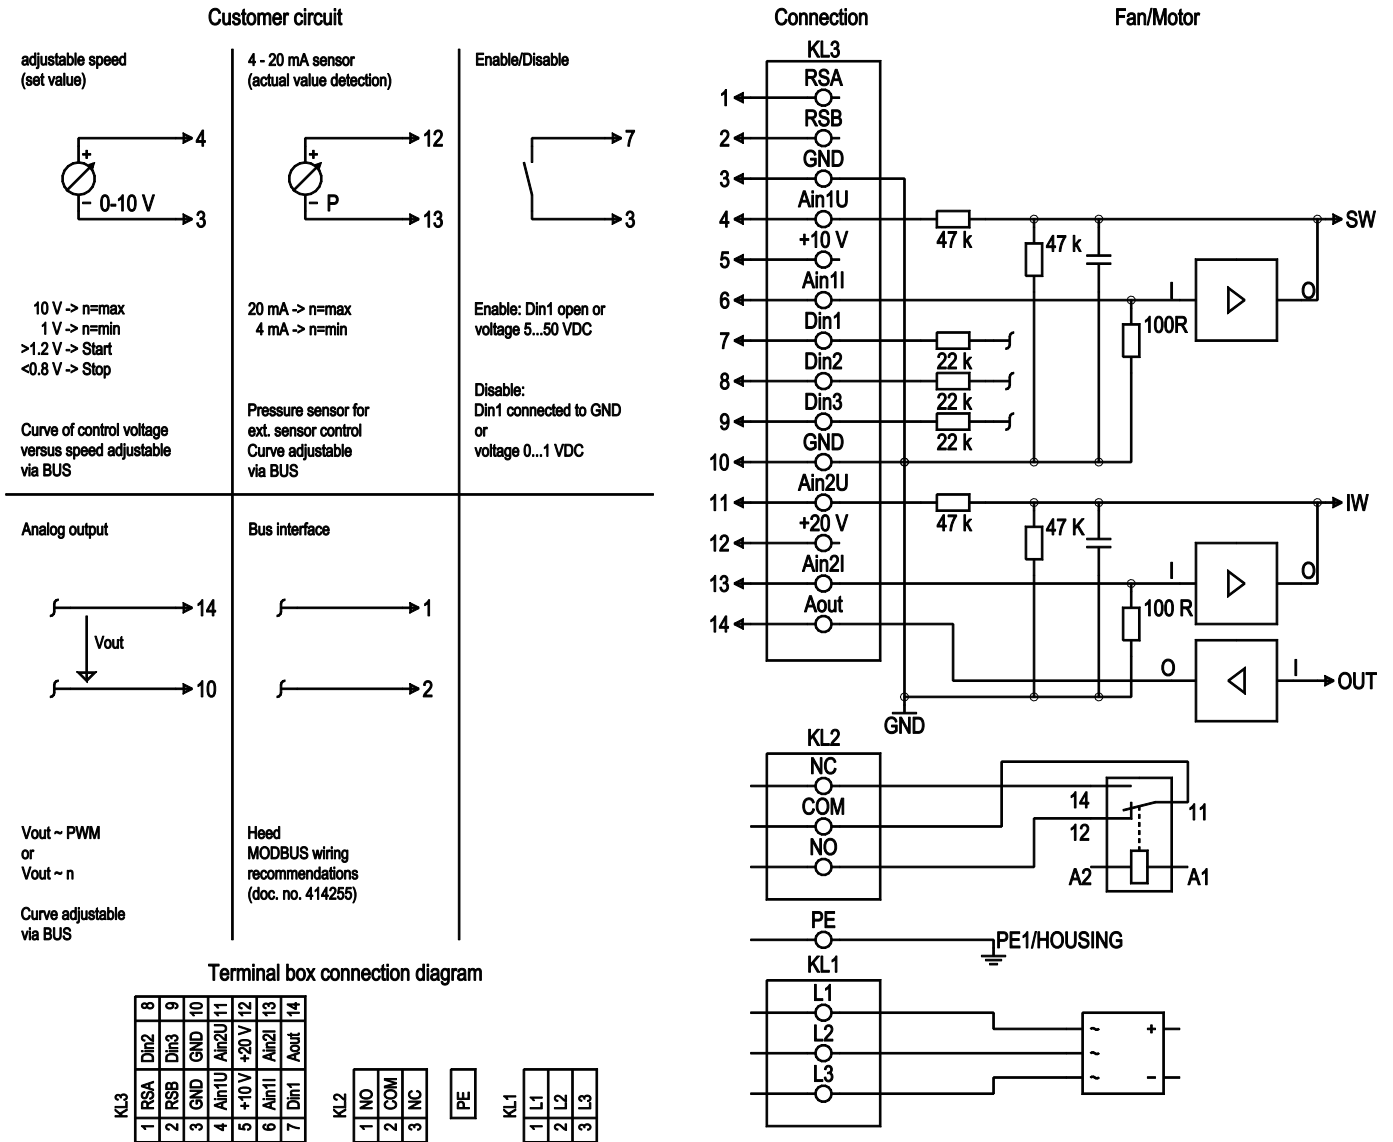 Customer circuit
adjustable speed
(set value)
+
4
- 0-10 V
3
10 V -> n=max
1 V -> n=min
>1.2 V -> Start
<0.8 V -> Stop
Curve of control voltage
versus speed adjustable
via BUS
4 - 20 mA sensor
(actual value detection)
+
12
- P
13
20 mA -> n=max
4 mA -> n=min
Pressure sensor for
ext. sensor control
Curve adjustable
via BUS
Enable/Disable
7
3
Enable: Din1 open or
voltage 5...50 VDC
Disable:
Din1 connected to GND
or
voltage 0...1 VDC
Analog output
14
Vout
10
Vout ~ PWM
or
Vout ~ n
Curve adjustable
via BUS
Bus interface
1
2
Heed
MODBUS wiring
recommendations
(doc. no. 414255)
Terminal box connection diagram
KL3
8 9 10 11 12 13 14
Din2 Din3 GND Ain2U +20 V Ain2I Aout
RSA RSB GND Ain1U +10 V Ain1I Din1
1 2 3 4 5 6 7
KL2
1 NO
2 COM
3 NC
PE
KL1
1 L1
2 L2
3 L3
Connection
Fan/Motor
KL3
RSA
1
RSB
2
GND
3
Ain1U
4
47 k
47 k
SW
+10 V
5
Ain1I
6
I
O
100R
Din1
7
22 k
Din2
8
22 k
Din3
9
22 k
GND
10
Ain2U
11
47 k
47 K
IW
+20 V
12
Ain2I
13
I
O
100 R
Aout
14
O
I
OUT
GND
KL2
NC
COM
NO
14
12
11
A2
A1
PE
PE1/HOUSING
KL1
L1
L2
L3
~ +
~
~ -